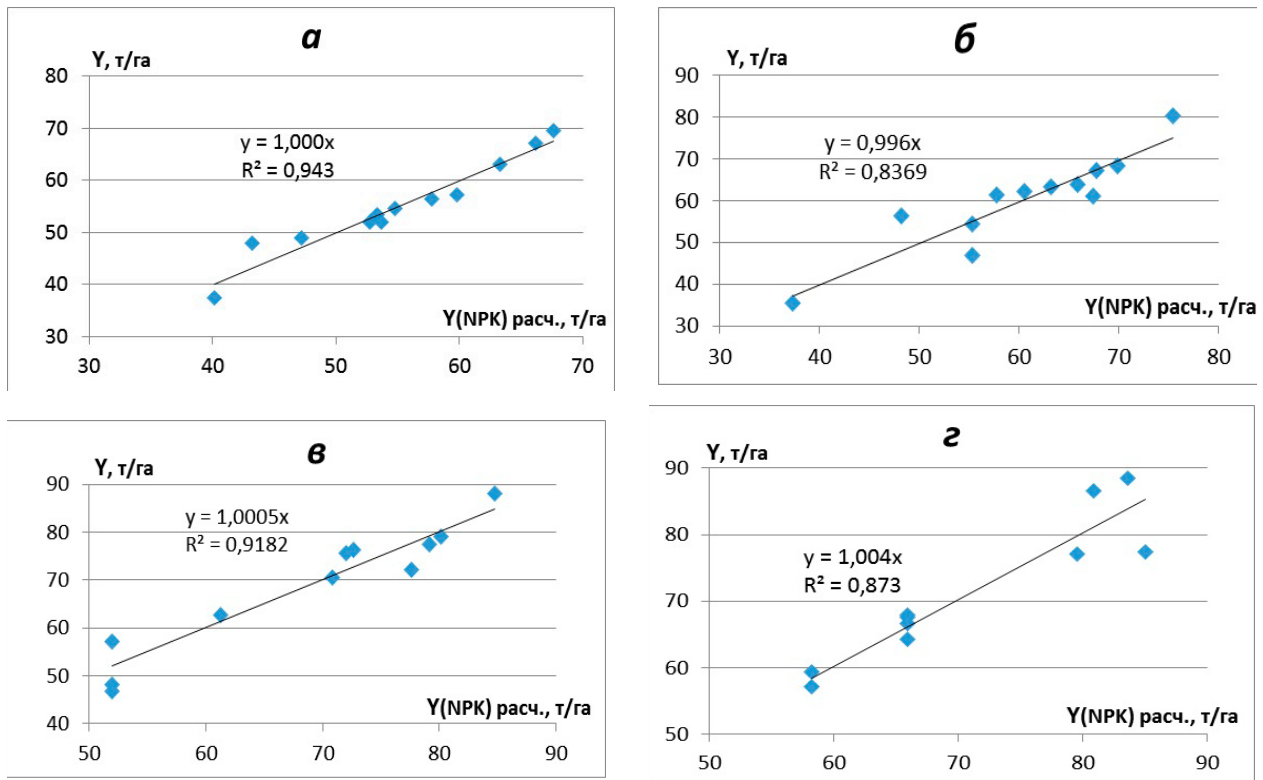 а
Y, т/га
80
70
60
50
40
30
y = 1,000x
R² = 0,943
Y(NPK) расч., т/га
30 40 50 60 70
б
Y, т/га
90
80
70
60
50
40
30
y = 0,996x
R² = 0,8369
Y(NPK) расч., т/га
30 40 50 60 70 80
в
Y, т/га
90
80
70
60
50
40
y = 1,0005x
R² = 0,9182
Y(NPK) расч., т/га
50 60 70 80 90
г
Y, т/га
90
80
70
60
50
y = 1,004x
R² = 0,873
Y(NPK) расч., т/га
50 60 70 80 90